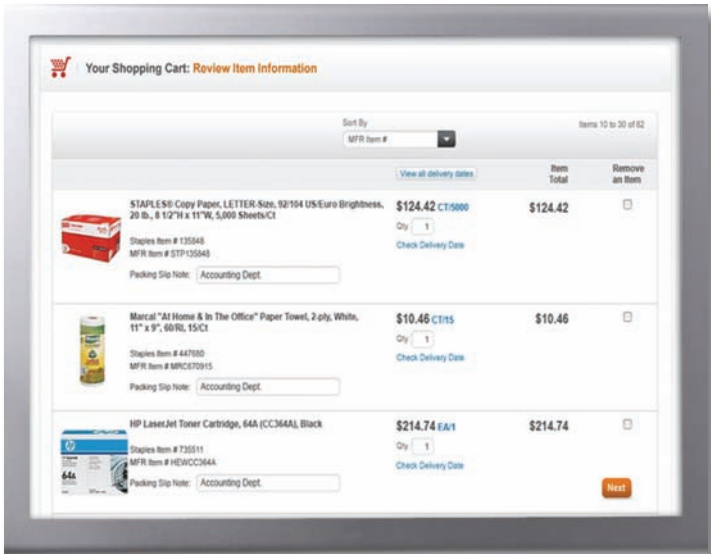 Your Shopping Cart: Review Item Information
Sort By
MFR Item #
Items 10 to 30 of 62
View all delivery dates
Item
Total
Remove
an Item
STAPLES® Copy Paper, LETTER-Size, 92/104 US/Euro Brightness,
20 lb., 8 1/2"H x 11"W, 5,000 Sheets/Ct
$124.42 CT/5000
$124.42
Qty 1
Staples Item # 135848
Check Delivery Date
MFR Item # STP135848
Packing Slip Note: Accounting Dept.
Marcal "At Home & In The Office" Paper Towel, 2-ply, White,
11" x 9", 60/Rl, 15/Ct
$10.46 CT/15
$10.46
Qty 1
Staples Item # 447680
Check Delivery Date
MFR Item # MRC670915
Packing Slip Note: Accounting Dept.
HP LaserJet Toner Cartridge, 64A (CC364A), Black
$214.74 EA/1
$214.74
Qty 1
Staples Item # 735511
Check Delivery Date
MFR Item # HEWCC364A
Packing Slip Note: Accounting Dept.
hp
64A
Next